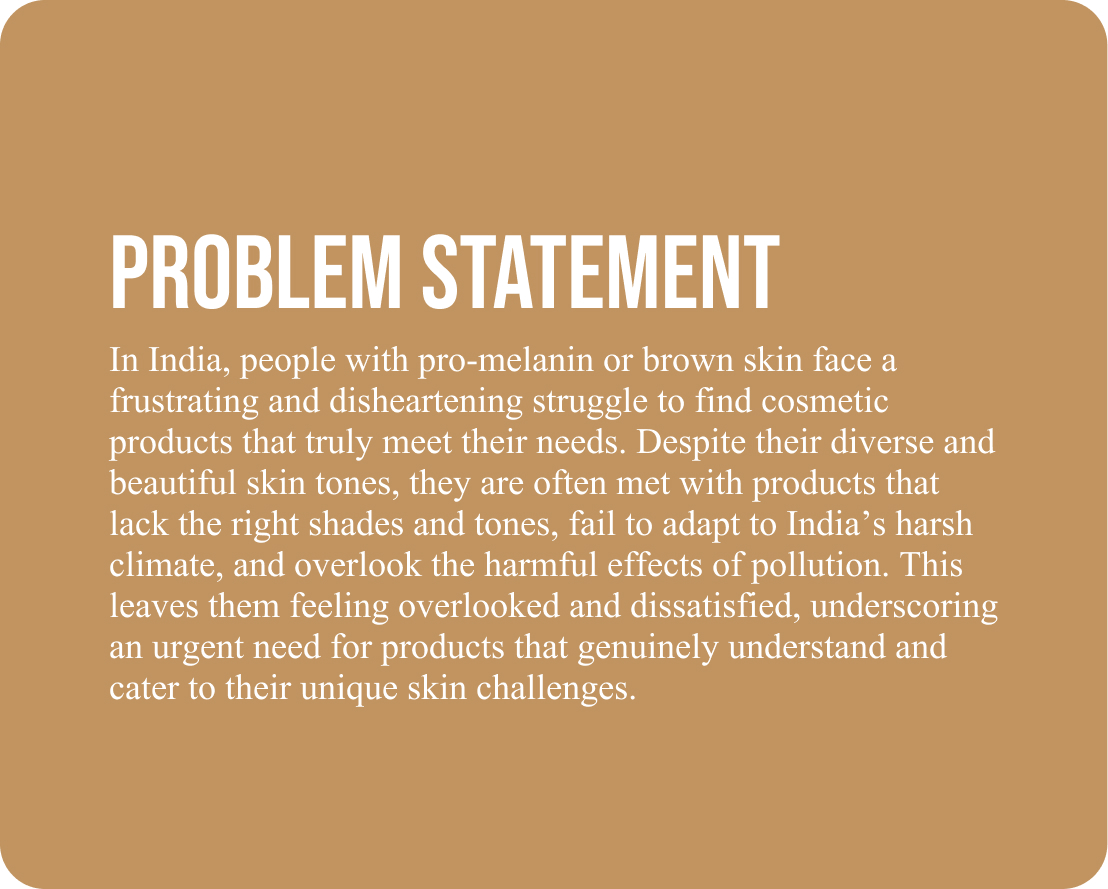 PROBLEM STATEMENT
In India, people with pro-melanin or brown skin face a
frustrating and disheartening struggle to find cosmetic
products that truly meet their needs. Despite their diverse and
beautiful skin tones, they are often met with products that
lack the right shades and tones, fail to adapt to India’s harsh
climate, and overlook the harmful effects of pollution. This
leaves them feeling overlooked and dissatisfied, underscoring
an urgent need for products that genuinely understand and
cater to their unique skin challenges.